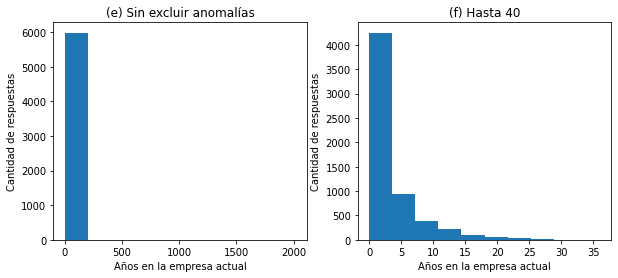 (e) Sin excluir anomalías
6000
5000
4000
3000
2000
1000
0
Cantidad de respuestas
0 500 1000 1500 2000
Años en la empresa actual
(f) Hasta 40
4000
3500
3000
2500
2000
1500
1000
500
0
Cantidad de respuestas
0 5 10 15 20 25 30 35
Años en la empresa actual